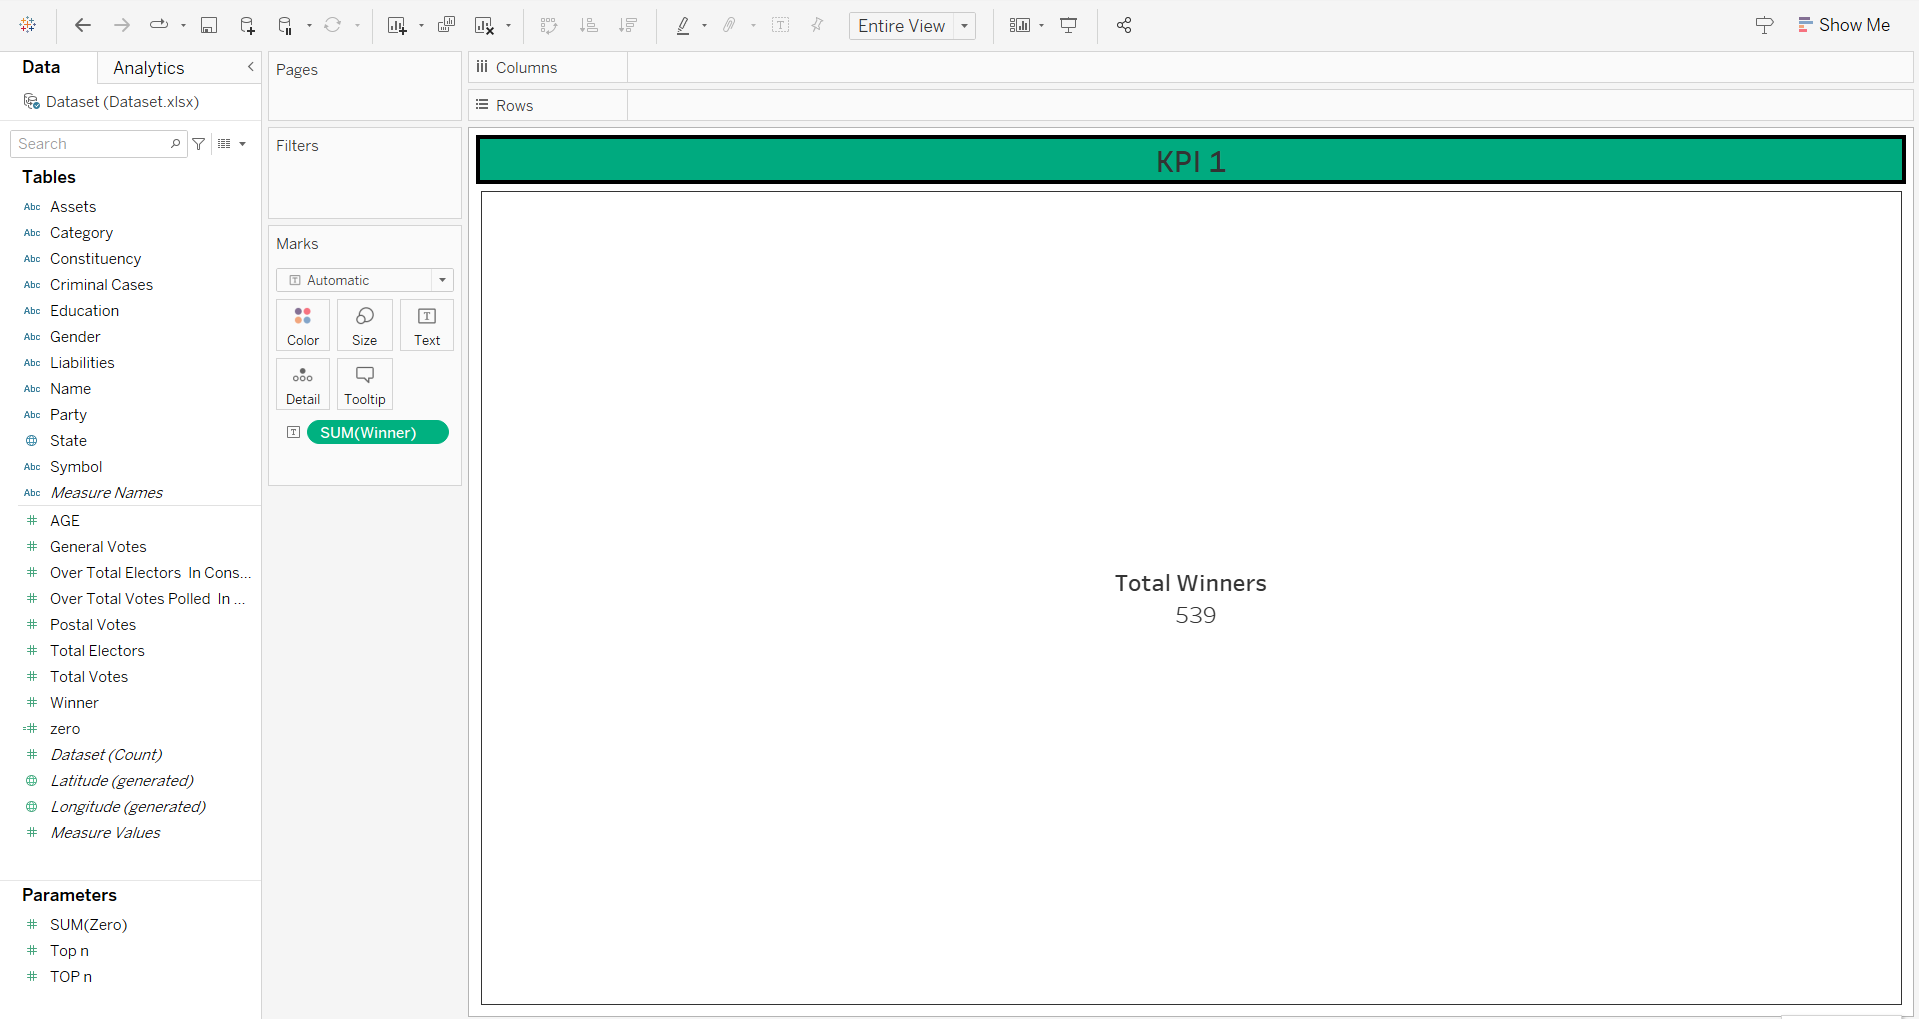 Entire View
Show Me
Data
Analytics
Dataset (Dataset.xlsx)
Search
Tables
Abc Assets
Abc Category
Abc Constituency
Abc Criminal Cases
Abc Education
Abc Gender
Abc Liabilities
Abc Name
Abc Party
State
Abc Symbol
Abc Measure Names
# AGE
# General Votes
# Over Total Electors In Cons...
# Over Total Votes Polled In ...
# Postal Votes
# Total Electors
# Total Votes
# Winner
=# zero
# Dataset (Count)
Latitude (generated)
Longitude (generated)
# Measure Values
Parameters
# SUM(Zero)
# Top n
# TOP n
Pages
Filters
Marks
T Automatic
Color
Size
T
Text
Detail
Tooltip
T SUM(Winner)
Columns
Rows
KPI 1
Total Winners
539